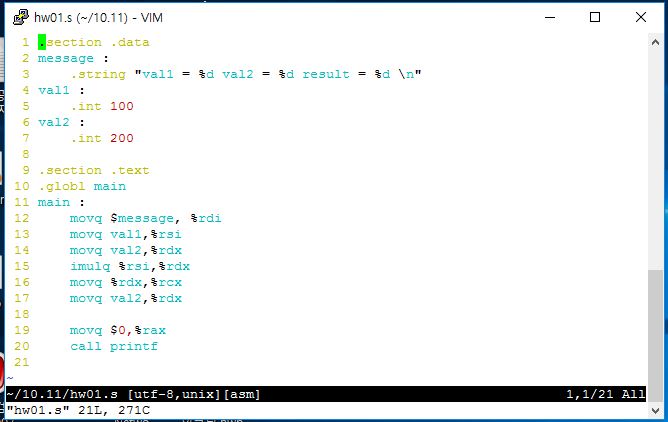 hw01.s (~/10.11) - VIM
1 .section .data
2 message :
3     .string "val1 = %d val2 = %d result = %d \n"
4 val1 :
5     .int 100
6 val2 :
7     .int 200
8
9 .section .text
10 .globl main
11 main :
12     movq $message, %rdi
13     movq val1,%rsi
14     movq val2,%rdx
15     imulq %rsi,%rdx
16     movq %rdx,%rcx
17     movq val2,%rdx
18
19     movq $0,%rax
20     call printf
21
~
~/10.11/hw01.s [utf-8,unix][asm] 1,1/21 All
"hw01.s" 21L, 271C